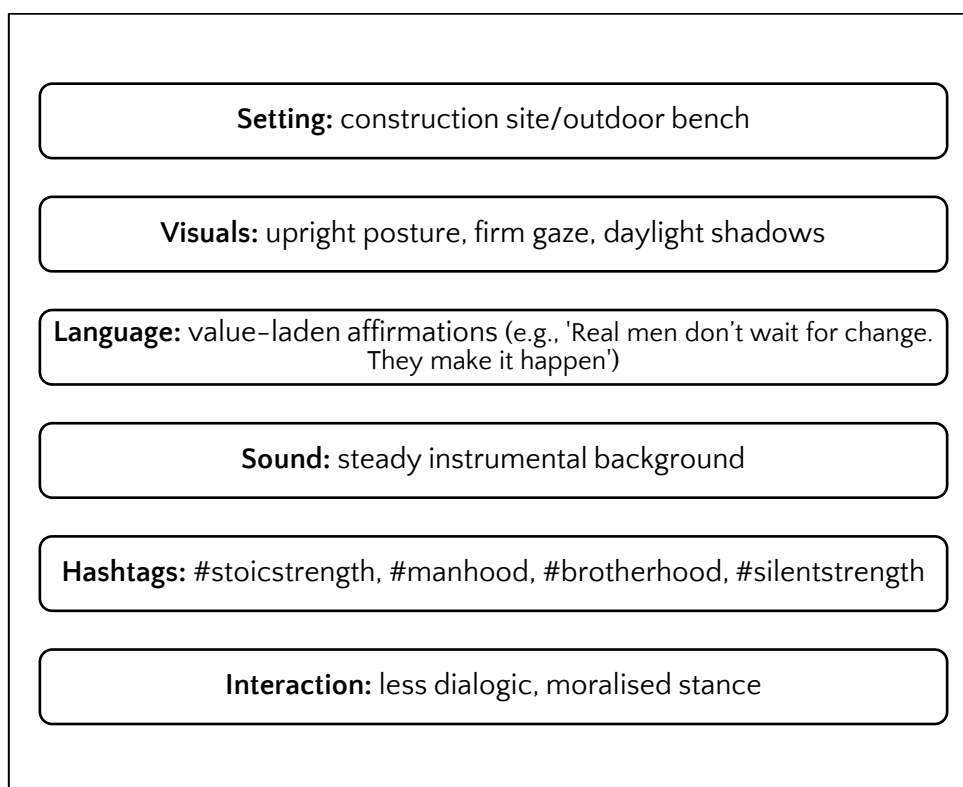 Setting: construction site/outdoor bench
Visuals: upright posture, firm gaze, daylight shadows
Language: value-laden affirmations (e.g., 'Real men don’t wait for change.
They make it happen')
Sound: steady instrumental background
Hashtags: #stoicstrength, #manhood, #brotherhood, #silentstrength
Interaction: less dialogic, moralised stance